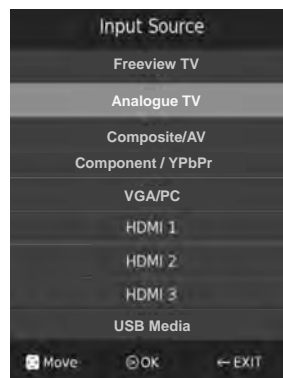 Input Source
Freeview TV
Analogue TV
Composite/AV
Component / YPbPr
VGA/PC
HDMI 1
HDMI 2
HDMI 3
USB Media
Move OK ← EXIT